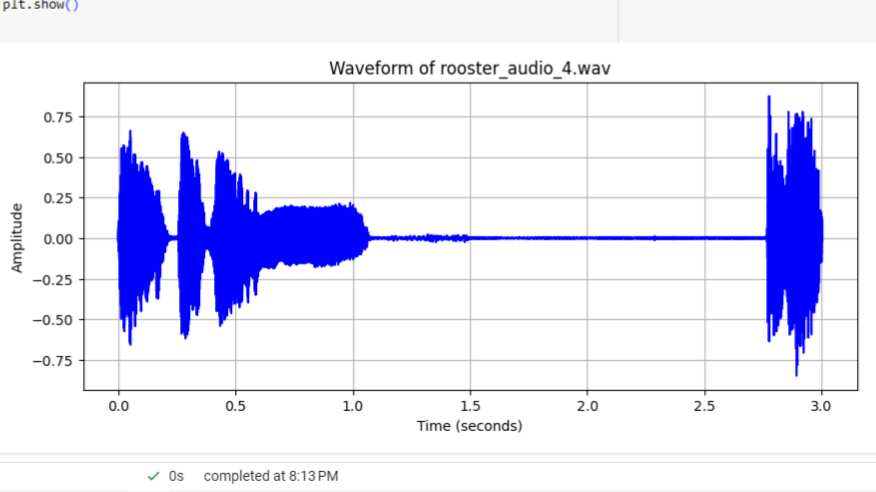 plt.show()
Waveform of rooster_audio_4.wav
0.75
0.50
0.25
0.00
−0.25
−0.50
−0.75
Amplitude
0.0 0.5 1.0 1.5 2.0 2.5 3.0
Time (seconds)
0s completed at 8:13 PM